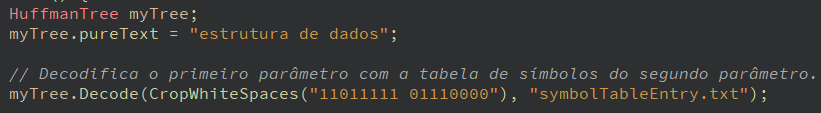 HuffmanTree myTree;
myTree.pureText = "estrutura de dados";
// Decodifica o primeiro parâmetro com a tabela de símbolos do segundo parâmetro.
myTree.Decode(CropWhiteSpaces("11011111 01110000"), "symbolTableEntry.txt");